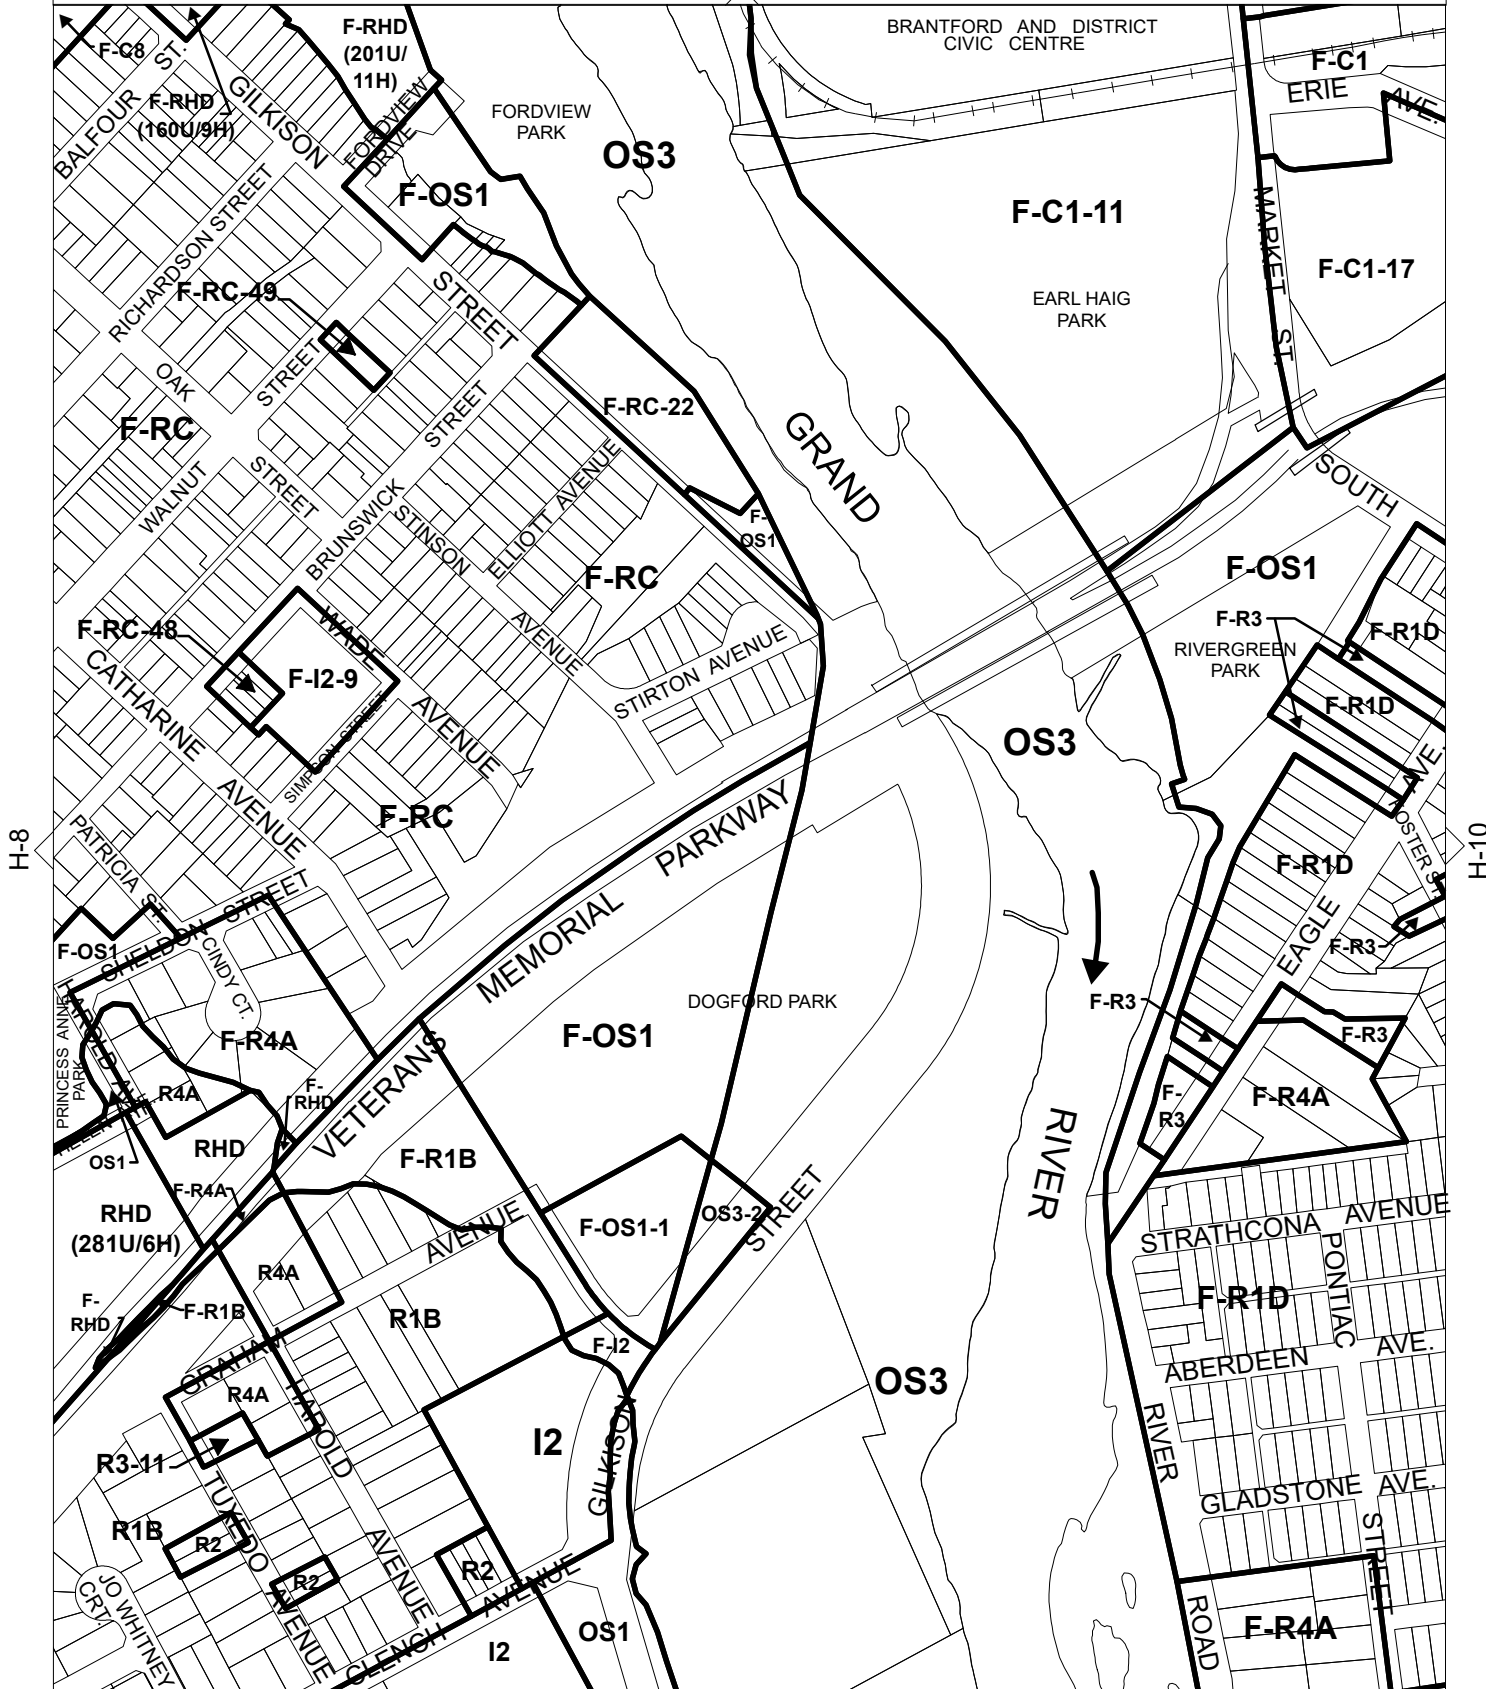 BRANTFORD AND DISTRICT
CIVIC CENTRE
F-C8
F-RHD
(201U/
11H)
F-C1
ERIE AVE.
BALFOUR ST.
F-RHD
(160U/9H)
GILKISON
FORDVIEW
DRIVE
FORDVIEW
PARK
OS3
F-OS1
F-C1-11
MARKET ST.
F-C1-17
RICHARDSON STREET
F-RC-49
STREET
EARL HAIG
PARK
OAK
STREET
STREET
F-RC-22
F-RC
GRAND
WALNUT
STREET
BRUNSWICK
STINSON
ELLIOTT AVENUE
F-
OS1
SOUTH
F-RC
F-OS1
F-R3
F-R1D
RIVERGREEN
PARK
F-RC-48
WADE
F-I2-9
AVENUE
STIRTON AVENUE
F-R1D
CATHARINE
AVENUE
SIMPSON STREET
AVENUE
OS3
AVE.
F-RC
PARKWAY
H-8
H-10
PATRICIA ST.
FOSTER ST.
F-R1D
SHELDON STREET
MEMORIAL
F-OS1
CINDY CT.
EAGLE
F-R3
DOGFORD PARK
F-R3
PRINCESS ANNE
PARK
HAROLD AVE.
F-R4A
F-OS1
VETERANS
F-R3
R4A
F-
RHD
F-
R3
F-R4A
HELEN AVE.
OS1
RHD
F-R1B
RIVER
F-R4A
RHD
(281U/6H)
AVENUE
F-OS1-1
OS3-2
STREET
STRATHCONA AVENUE
PONTIAC
R4A
F-
RHD
F-R1B
R1B
F-R1D
F-I2
GRAHAM
ABERDEEN AVE.
R4A
HAROLD
OS3
I2
GILKISON
RIVER
R3-11
TUXEDO
GLADSTONE AVE.
R1B
R2
AVENUE
STREET
R2
R2
JO WHITNEY
CRT.
AVENUE
CLENCH AVENUE
I2
OS1
ROAD
F-R4A